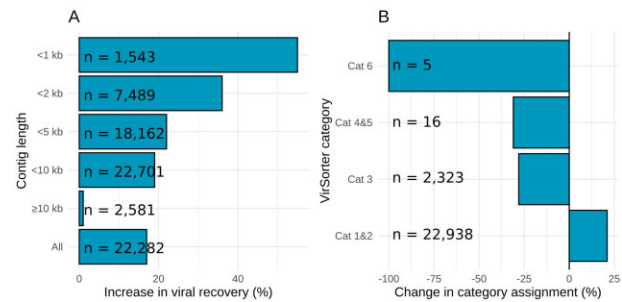 A
Contig length
<1 kb
n = 1,543
<2 kb
n = 7,489
<5 kb
n = 18,162
<10 kb
n = 22,701
≥10 kb
n = 2,581
All
n = 22,282
0
20
40
Increase in viral recovery (%)
B
VirSorter category
Cat 6
n = 5
Cat 4&5
n = 16
Cat 3
n = 2,323
Cat 1&2
n = 22,938
-100
-75
-50
-25
0
25
Change in category assignment (%)